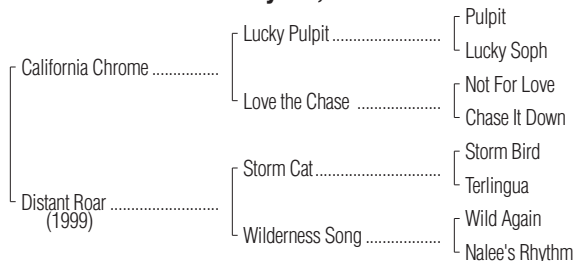 Pulpit
Lucky Pulpit
Lucky Soph
California Chrome
Not For Love
Love the Chase
Chase It Down
Storm Bird
Storm Cat
Terlingua
Distant Roar
(1999)
Wild Again
Wilderness Song
Nalee's Rhythm